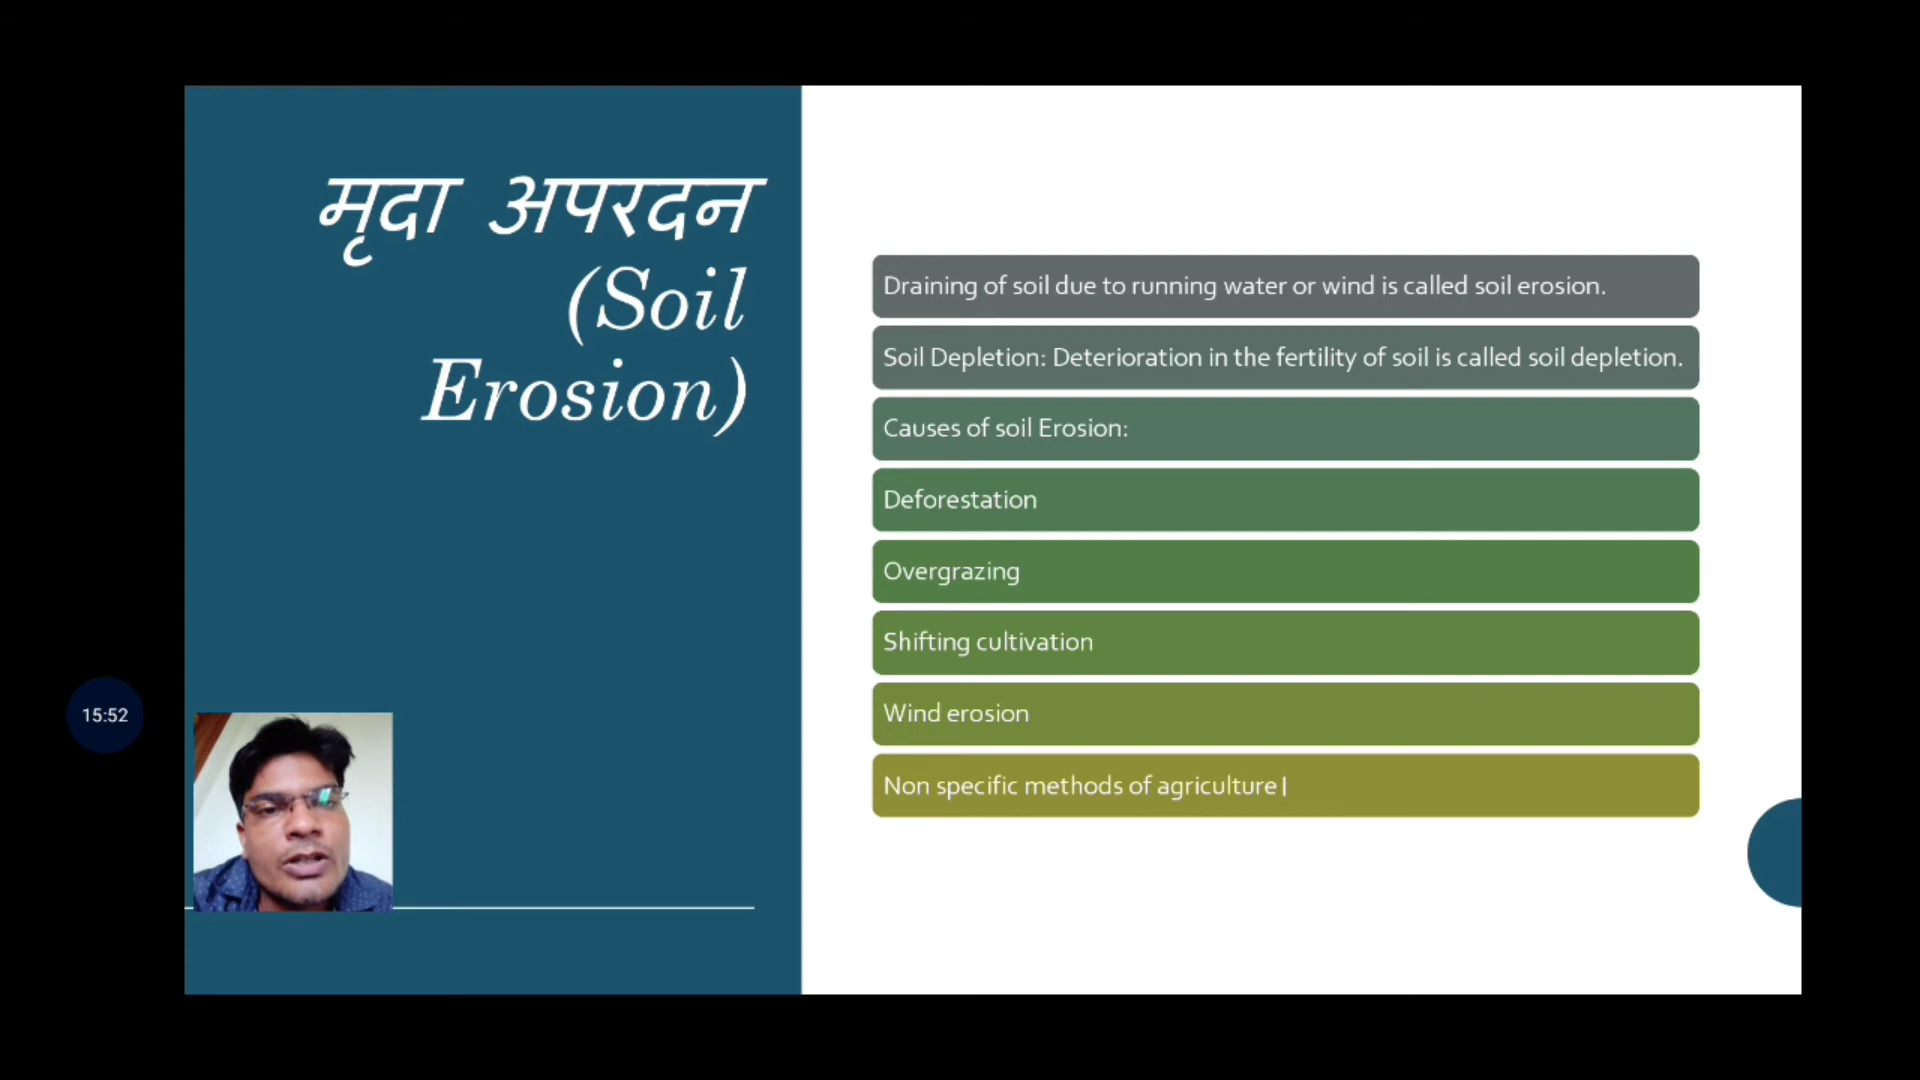 मृदा अपरदन
(Soil
Erosion)
Draining of soil due to running water or wind is called soil erosion.
Soil Depletion: Deterioration in the fertility of soil is called soil depletion.
Causes of soil Erosion:
Deforestation
Overgrazing
Shifting cultivation
Wind erosion
Non specific methods of agriculture|
15:52